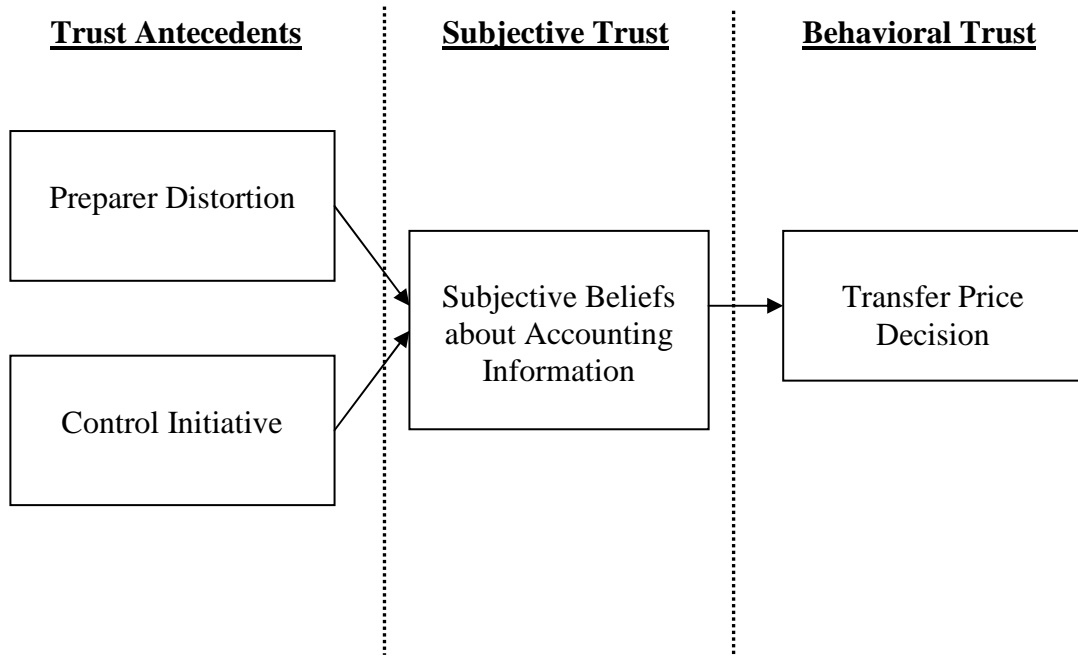 Trust Antecedents
Subjective Trust
Behavioral Trust
Preparer Distortion
Control Initiative
Subjective Beliefs
about Accounting
Information
Transfer Price
Decision